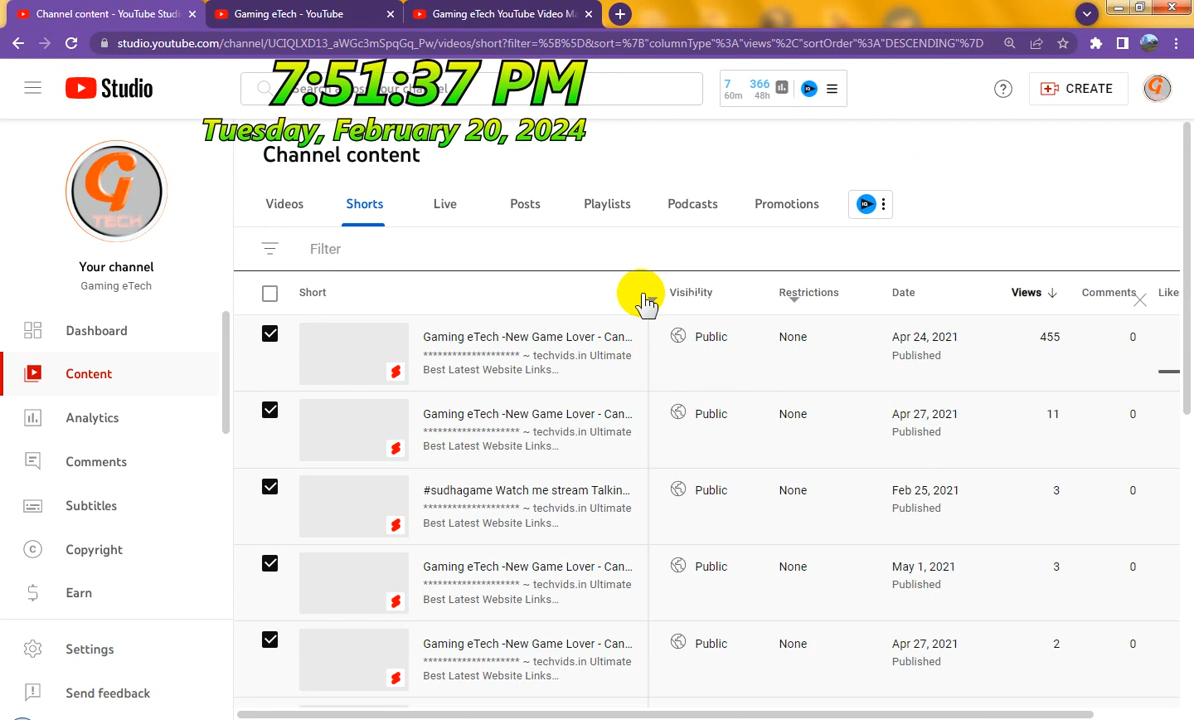 Channel content - YouTube Studi
Gaming eTech - YouTube
Gaming eTech YouTube Video Ma
studio.youtube.com/channel/UCIQLXD13_aWGc3mSpqGq_Pw/videos/short?filter=%5B%5D&sort=%7B"columnType"%3A"views"%2C"sortOrder"%3A"DESCENDING"%7D
Studio
7:51:37 PM
Tuesday, February 20, 2024
7
60m
366
48h
CREATE
Channel content
Videos
Shorts
Live
Posts
Playlists
Podcasts
Promotions
Filter
G
TECH
Your channel
Gaming eTech
Dashboard
Content
Analytics
Comments
Subtitles
Copyright
Earn
Settings
Send feedback
Short Visibility Restrictions Date Views Comments Like
Gaming eTech -New Game Lover - Can... Public None Apr 24, 2021 455 0
******************** ~ techvids.in Ultimate Published
Best Latest Website Links...
Gaming eTech -New Game Lover - Can... Public None Apr 27, 2021 11 0
******************** ~ techvids.in Ultimate Published
Best Latest Website Links...
#sudhagame Watch me stream Talkin... Public None Feb 25, 2021 3 0
******************** ~ techvids.in Ultimate Published
Best Latest Website Links...
Gaming eTech -New Game Lover - Can... Public None May 1, 2021 3 0
******************** ~ techvids.in Ultimate Published
Best Latest Website Links...
Gaming eTech -New Game Lover - Can... Public None Apr 27, 2021 2 0
******************** ~ techvids.in Ultimate Published
Best Latest Website Links...